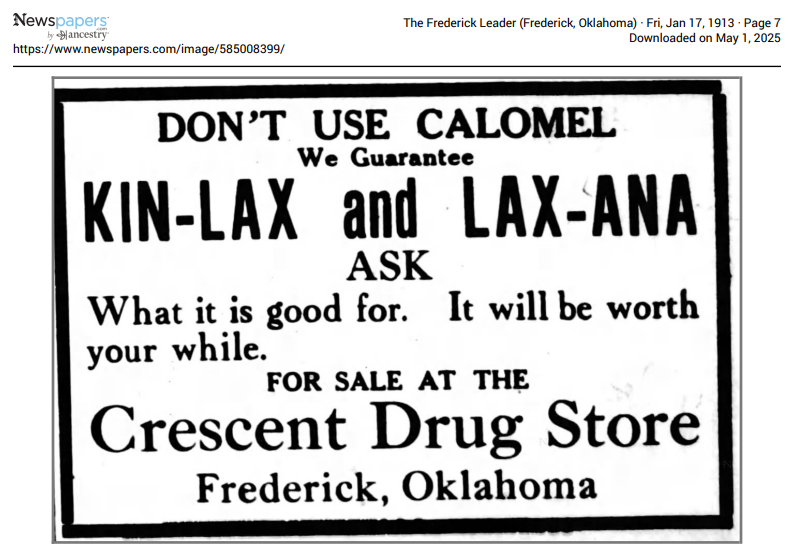 Newspapers.com
by ancestry
The Frederick Leader (Frederick, Oklahoma) · Fri, Jan 17, 1913 · Page 7
Downloaded on May 1, 2025
https://www.newspapers.com/image/585008399/
DON'T USE CALOMEL
We Guarantee
KIN-LAX and LAX-ANA
ASK
What it is good for. It will be worth
your while.
FOR SALE AT THE
Crescent Drug Store
Frederick, Oklahoma